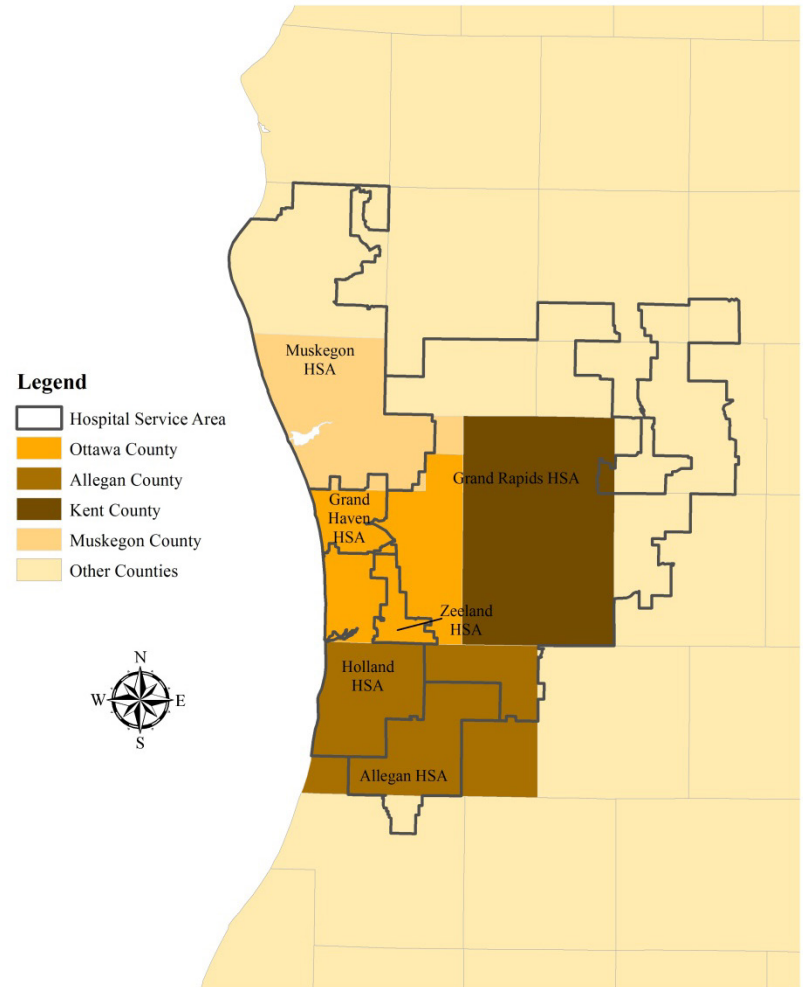 Muskegon
HSA
Legend
Hospital Service Area
Ottawa County
Allegan County
Kent County
Muskegon County
Other Counties
Grand Rapids HSA
Grand
Haven
HSA
Zeeland
HSA
Holland
HSA
Allegan HSA
N
W
E
S